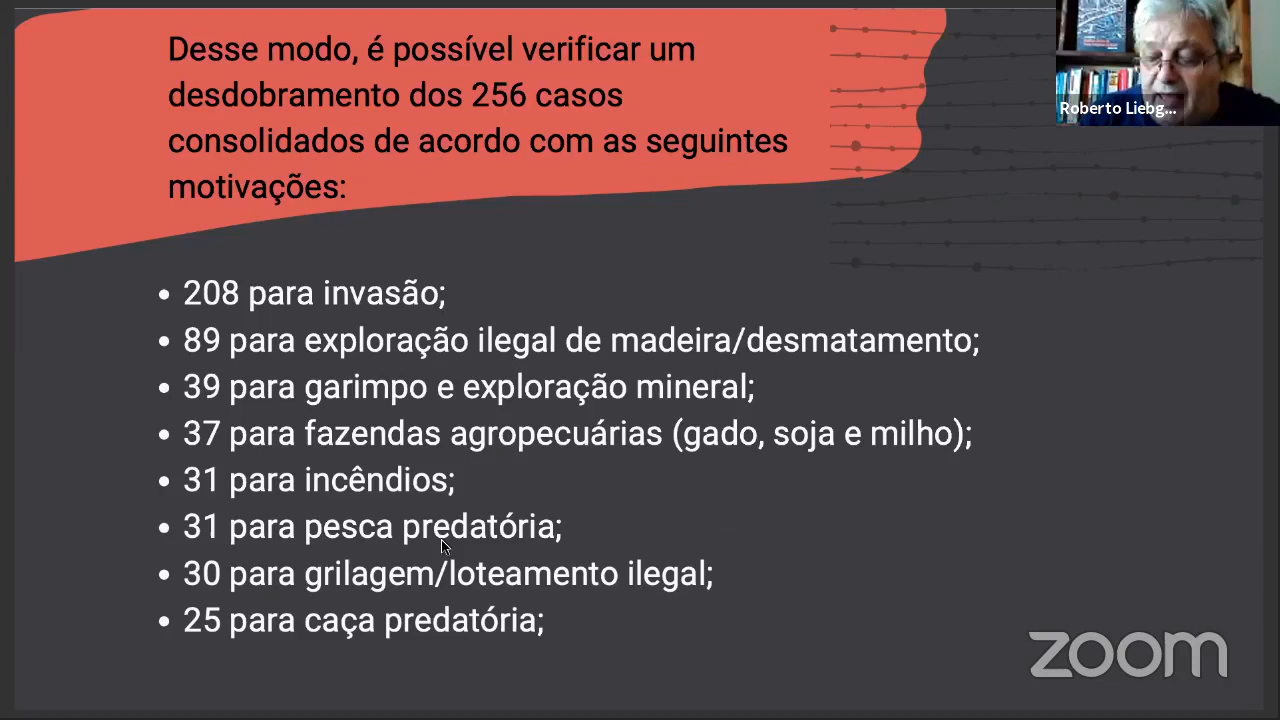 Desse modo, é possível verificar um
desdobramento dos 256 casos
consolidados de acordo com as seguintes
motivações:
Roberto Liebg...
• 208 para invasão;
• 89 para exploração ilegal de madeira/desmatamento;
• 39 para garimpo e exploração mineral;
• 37 para fazendas agropecuárias (gado, soja e milho);
• 31 para incêndios;
• 31 para pesca predatória;
• 30 para grilagem/loteamento ilegal;
• 25 para caça predatória;
zoom